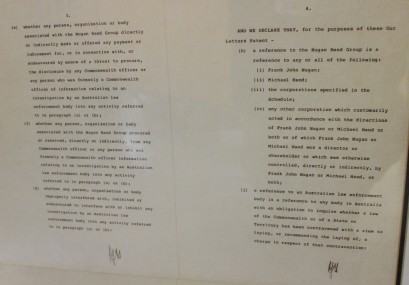 3.
(e) whether any person, organization or body
associated with the Nugan Hand Group directly
or indirectly made or offered any payment or
inducement for, or in connection with, or
endeavoured by means of a threat to procure,
the disclosure by any Commonwealth officer or
any person who was formerly a Commonwealth
officer of information relating to an
investigation by an Australian law
enforcement body into any activity referred
to in paragraph (a) or (b);
whether any person, organization or body
associated with the Nugan Hand Group procured
or received, directly or indirectly, from any
Commonwealth officer or any person who was
formerly a Commonwealth officer information
relating to an investigation by an Australian
law enforcement body into any activity
referred to in paragraph (a) or (b);
whether any person, organization or body
improperly interfered with, inhibited or
endeavoured to interfere with or inhibit any
investigation by an Australian law
enforcement body into any activity referred
to in paragraph (a) or (b);
4.
AND WE DECLARE THAT, for the purposes of these Our
Letters Patent -
(h) a reference to the Nugan Hand Group is a
reference to any or all of the following:
(i) Frank John Nugan;
(ii) Michael Hand;
(iii) the corporations specified in the
Schedule;
(iv) any other corporation which customarily
acted in accordance with the directions
of Frank John Nugan or Michael Hand or
both or of which Frank John Nugan or
Michael Hand was a director or
shareholder or which was otherwise
controlled, directly or indirectly, by
Frank John Nugan or Michael Hand, or
both;
a reference to an Australian law enforcement
body is a reference to any body in Australia
with an obligation to inquire whether a law
of the Commonwealth or of a State or
Territory has been contravened with a view to
laying, or recommending the laying of, a
charge in respect of that contravention;